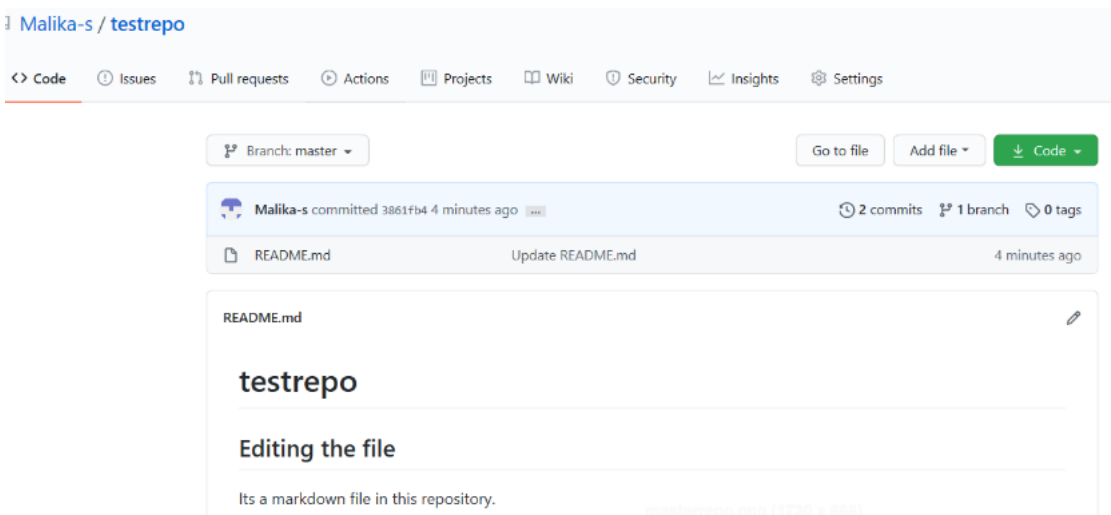 Malika-s / testrepo
Code Issues Pull requests Actions Projects Wiki Security Insights Settings
Branch: master Go to file Add file Code
Malika-s committed 3861fb4 4 minutes ago ... 2 commits 1 branch 0 tags
README.md Update README.md 4 minutes ago
README.md
testrepo
Editing the file
Its a markdown file in this repository.